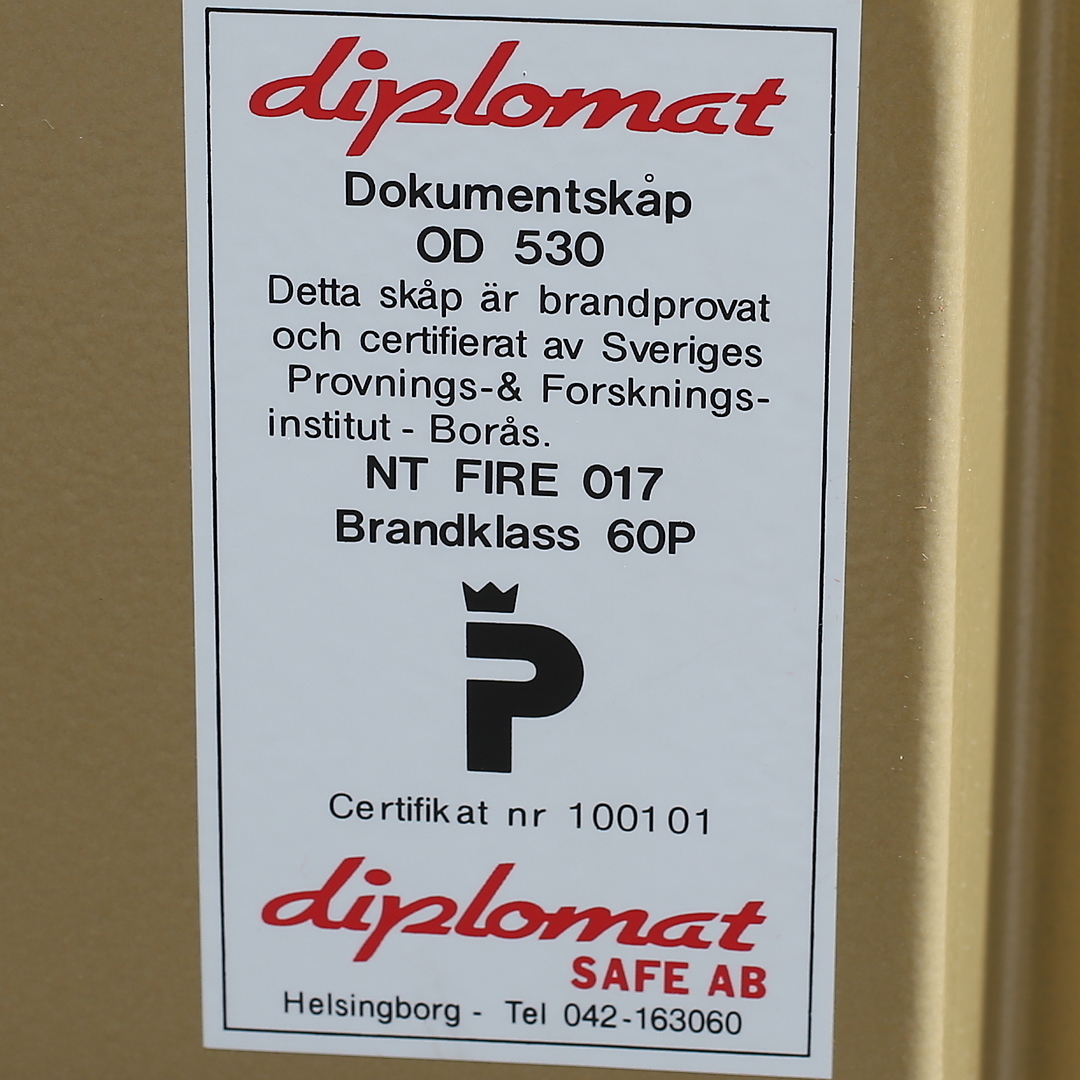 diplomat
Dokumentskåp
OD 530
Detta skåp är brandprovat
och certifierat av Sveriges
Provnings-& Forsknings-
institut - Borås.
NT FIRE 017
Brandklass 60P
P
Certifikat nr 100101
diplomat
SAFE AB
Helsingborg - Tel 042-163060